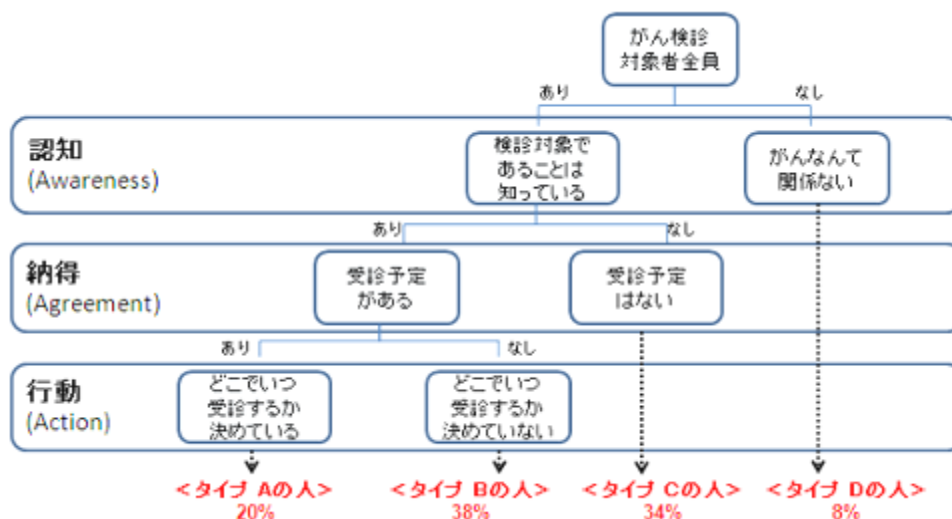 がん検診
対象者全員
あり
なし
認知
(Awareness)
検診対象で
あることは
知っている
がんなんて
関係ない
あり
なし
納得
(Agreement)
受診予定
がある
受診予定
はない
あり
なし
行動
(Action)
どこでいつ
受診するか
決めている
どこでいつ
受診するか
決めていない
<タイプ Aの人>
20%
<タイプ Bの人>
38%
<タイプ Cの人>
34%
<タイプ Dの人>
8%